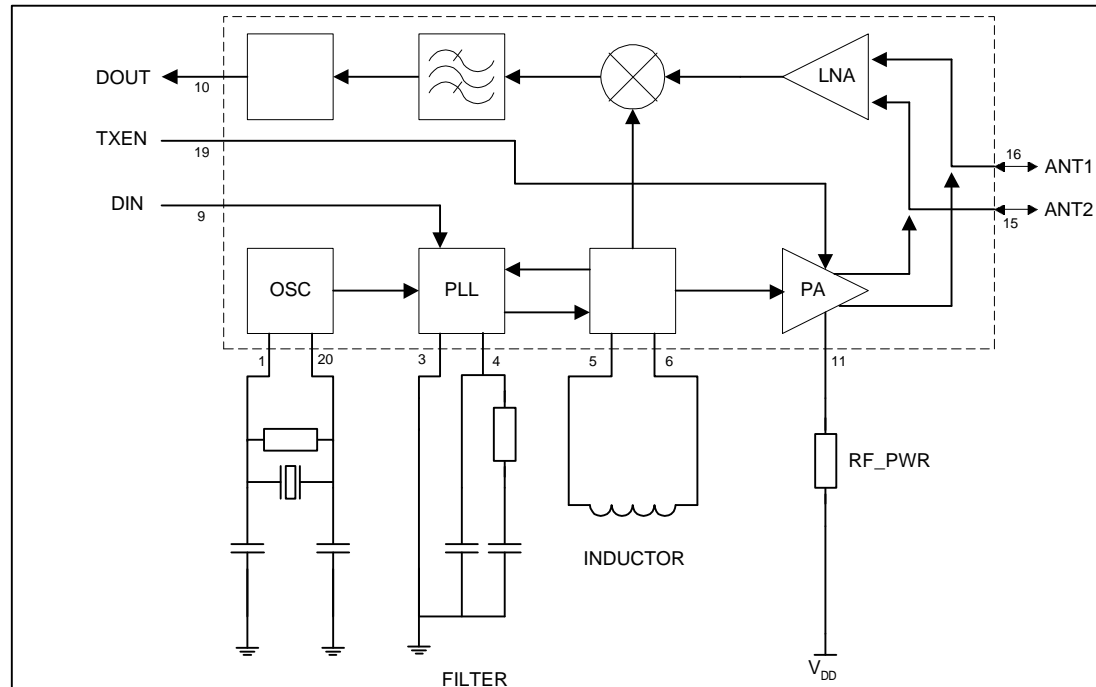 DOUT
10
LNA
TXEN
19
16
ANT1
DIN
9
ANT2
15
OSC
PLL
PA
1
20
3
4
5
6
11
RF_PWR
INDUCTOR
FILTER
VDD